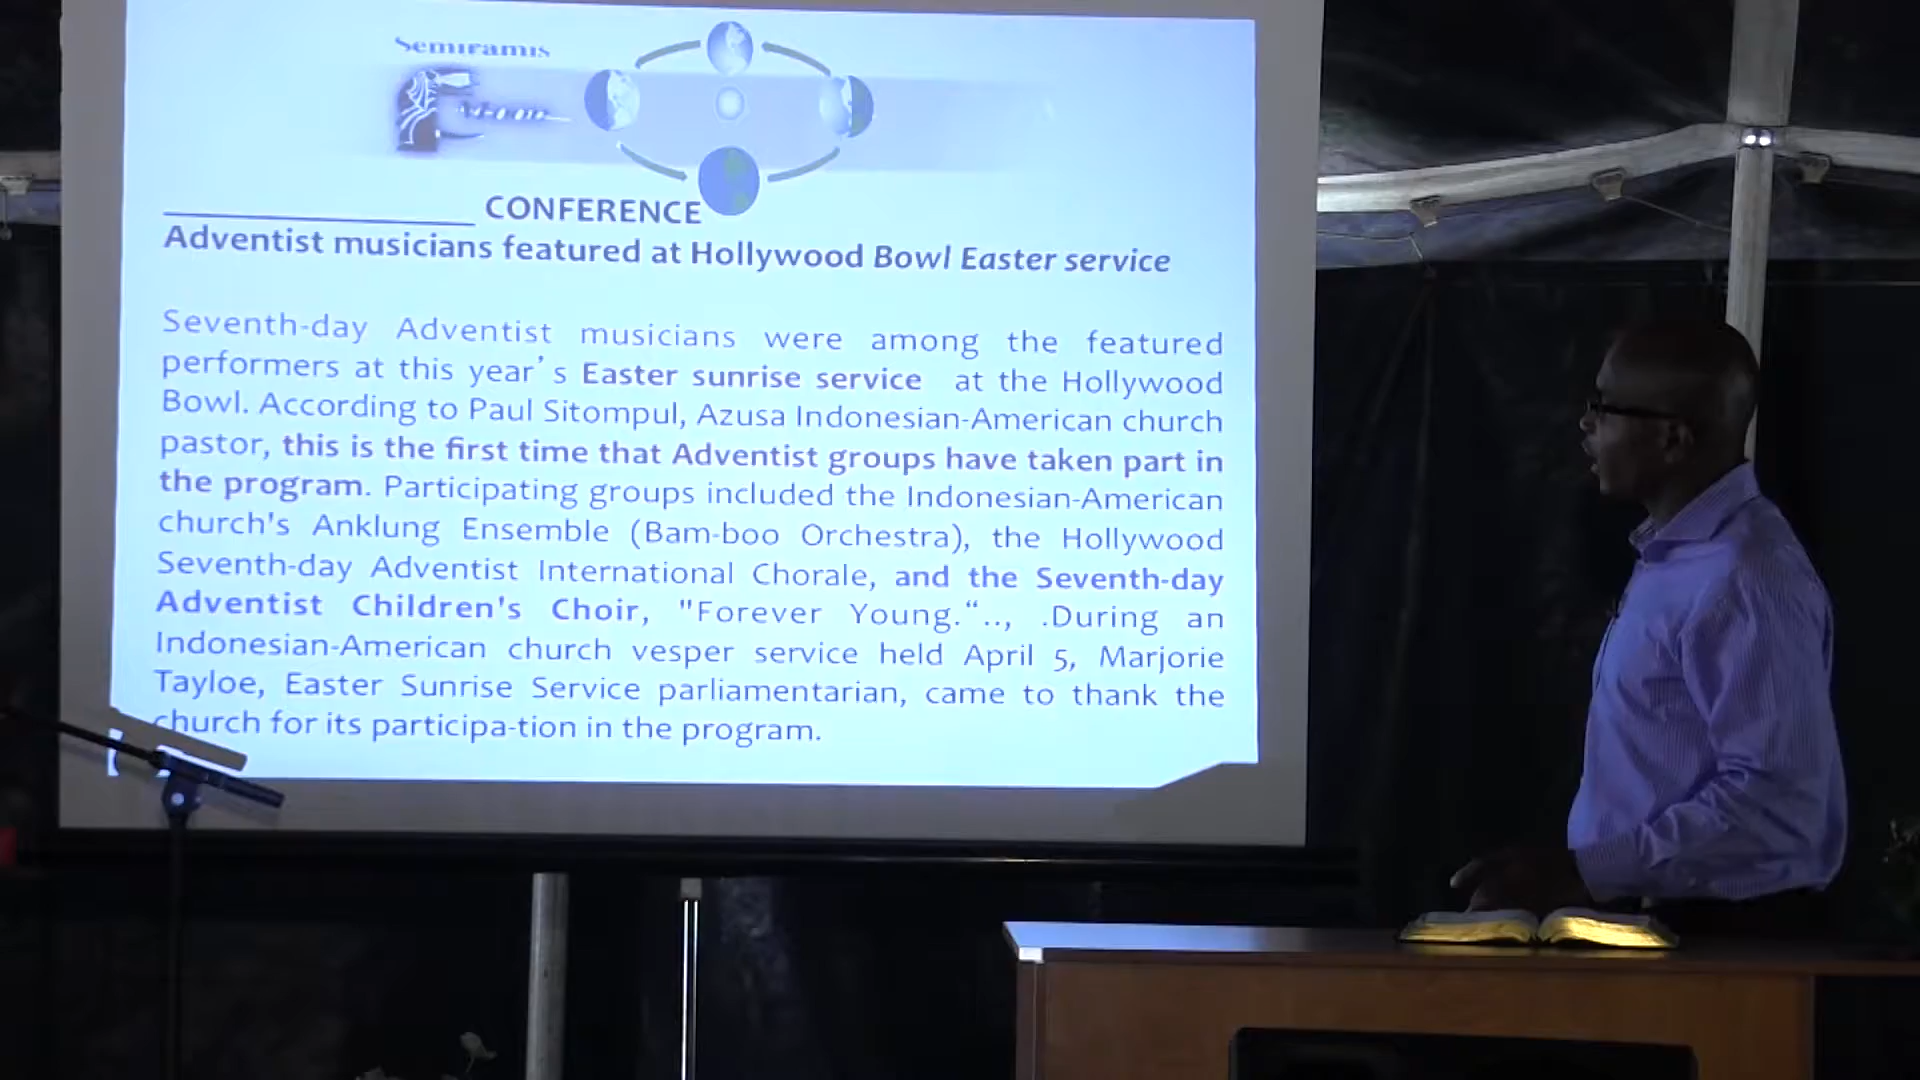 Semiramis
CONFERENCE
Adventist musicians featured at Hollywood Bowl Easter service
Seventh-day Adventist musicians were among the featured
performers at this year’s Easter sunrise service at the Hollywood
Bowl. According to Paul Sitompul, Azusa Indonesian-American church
pastor, this is the first time that Adventist groups have taken part in
the program. Participating groups included the Indonesian-American
church's Anklung Ensemble (Bam-boo Orchestra), the Hollywood
Seventh-day Adventist International Chorale, and the Seventh-day
Adventist Children's Choir, "Forever Young.“.., .During an
Indonesian-American church vesper service held April 5, Marjorie
Tayloe, Easter Sunrise Service parliamentarian, came to thank the
church for its participa-tion in the program.